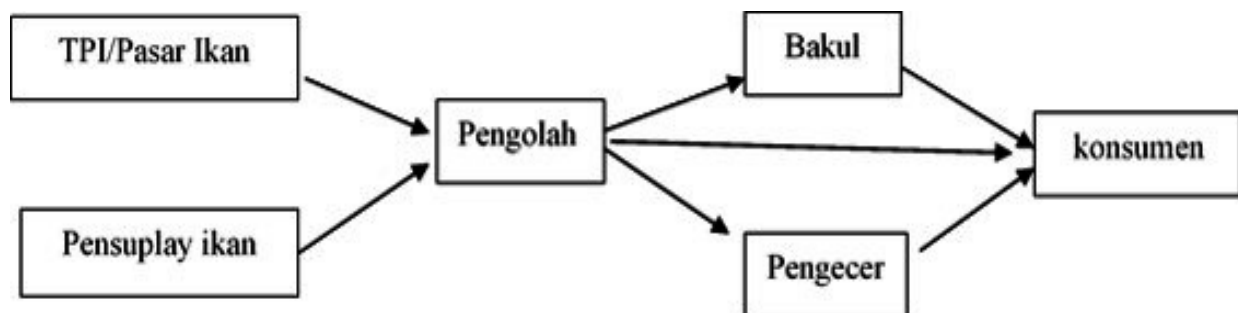 TPI/Pasar Ikan
Pensuplay ikan
Pengolah
Bakul
Pengecer
konsumen